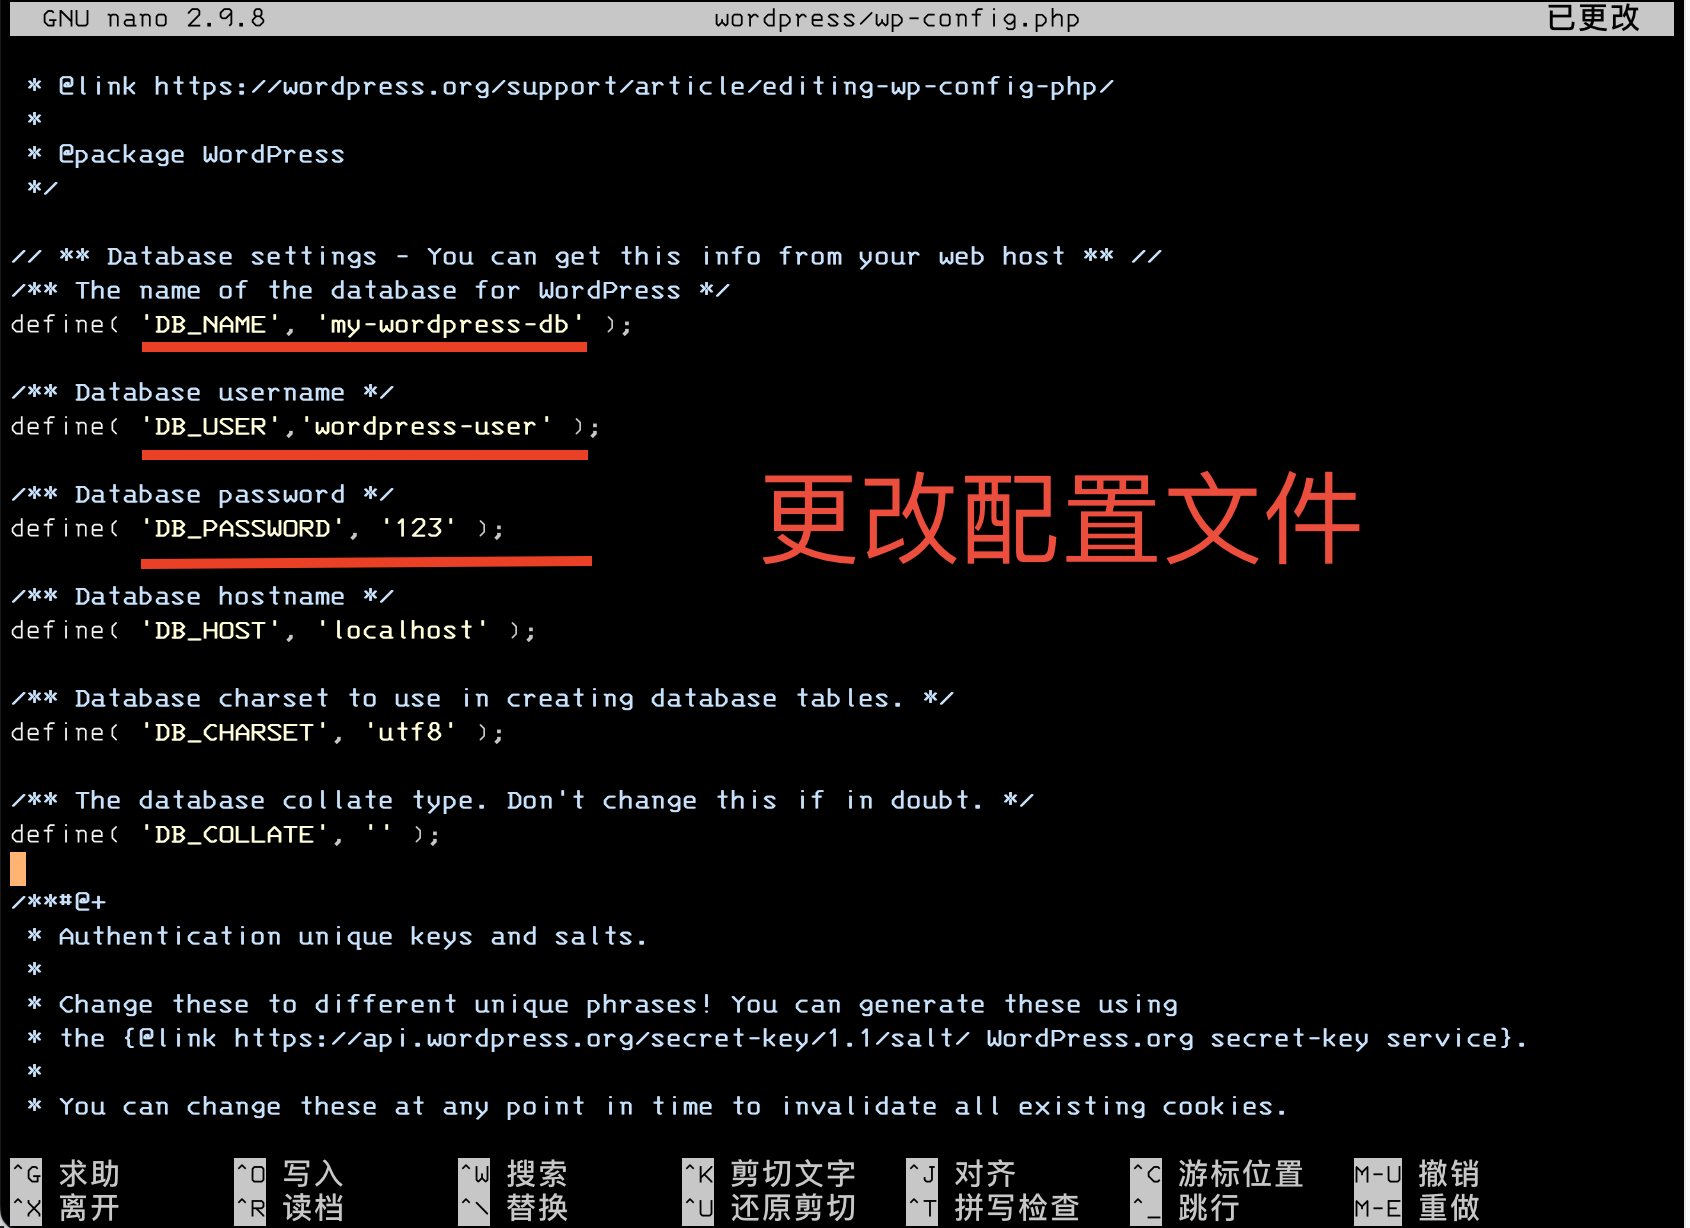 GNU nano 2.9.8 wordpress/wp-config.php 已更改
* @link https://wordpress.org/support/article/editing-wp-config-php/
*
* @package WordPress
*/
// ** Database settings - You can get this info from your web host ** //
/** The name of the database for WordPress */
define( 'DB_NAME', 'my-wordpress-db' );
/** Database username */
define( 'DB_USER','wordpress-user' );
/** Database password */
define( 'DB_PASSWORD', '123' );
更改配置文件
/** Database hostname */
define( 'DB_HOST', 'localhost' );
/** Database charset to use in creating database tables. */
define( 'DB_CHARSET', 'utf8' );
/** The database collate type. Don't change this if in doubt. */
define( 'DB_COLLATE', '' );
/**#@+
* Authentication unique keys and salts.
*
* Change these to different unique phrases! You can generate these using
* the {@link https://api.wordpress.org/secret-key/1.1/salt/ WordPress.org secret-key service}.
*
* You can change these at any point in time to invalidate all existing cookies.
^G 求助 ^O 写入 ^W 搜索 ^K 剪切文字 ^J 对齐 ^C 游标位置 M-U 撤销
^X 离开 ^R 读档 ^\ 替换 ^U 还原剪切 ^T 拼写检查 ^_ 跳行 M-E 重做